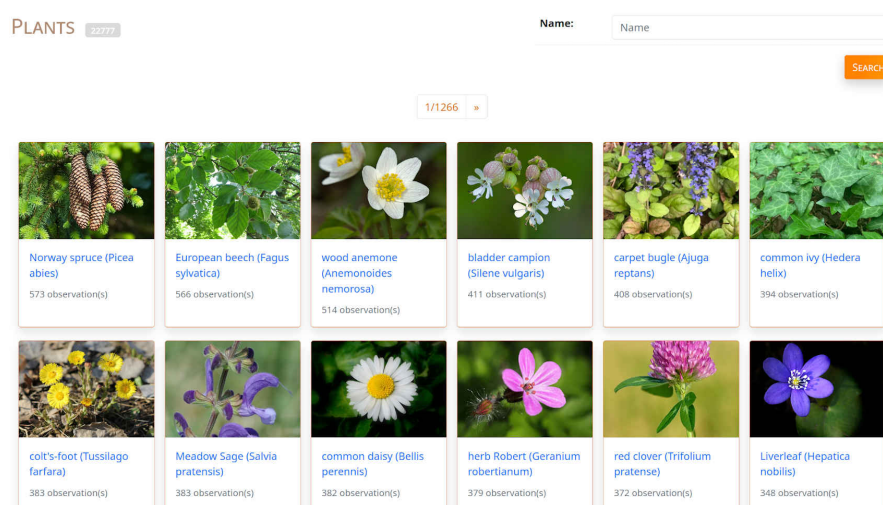 PLANTS 22777
Name:
Name
SEARCH
1/1266 »
Norway spruce (Picea
abies)
573 observation(s)
European beech (Fagus
sylvatica)
566 observation(s)
wood anemone
(Anemonoides
nemorosa)
514 observation(s)
bladder campion
(Silene vulgaris)
411 observation(s)
carpet bugle (Ajuga
reptans)
408 observation(s)
common ivy (Hedera
helix)
394 observation(s)
colt's-foot (Tussilago
farfara)
383 observation(s)
Meadow Sage (Salvia
pratensis)
383 observation(s)
common daisy (Bellis
perennis)
382 observation(s)
herb Robert (Geranium
robertianum)
379 observation(s)
red clover (Trifolium
pratense)
372 observation(s)
Liverleaf (Hepatica
nobilis)
348 observation(s)